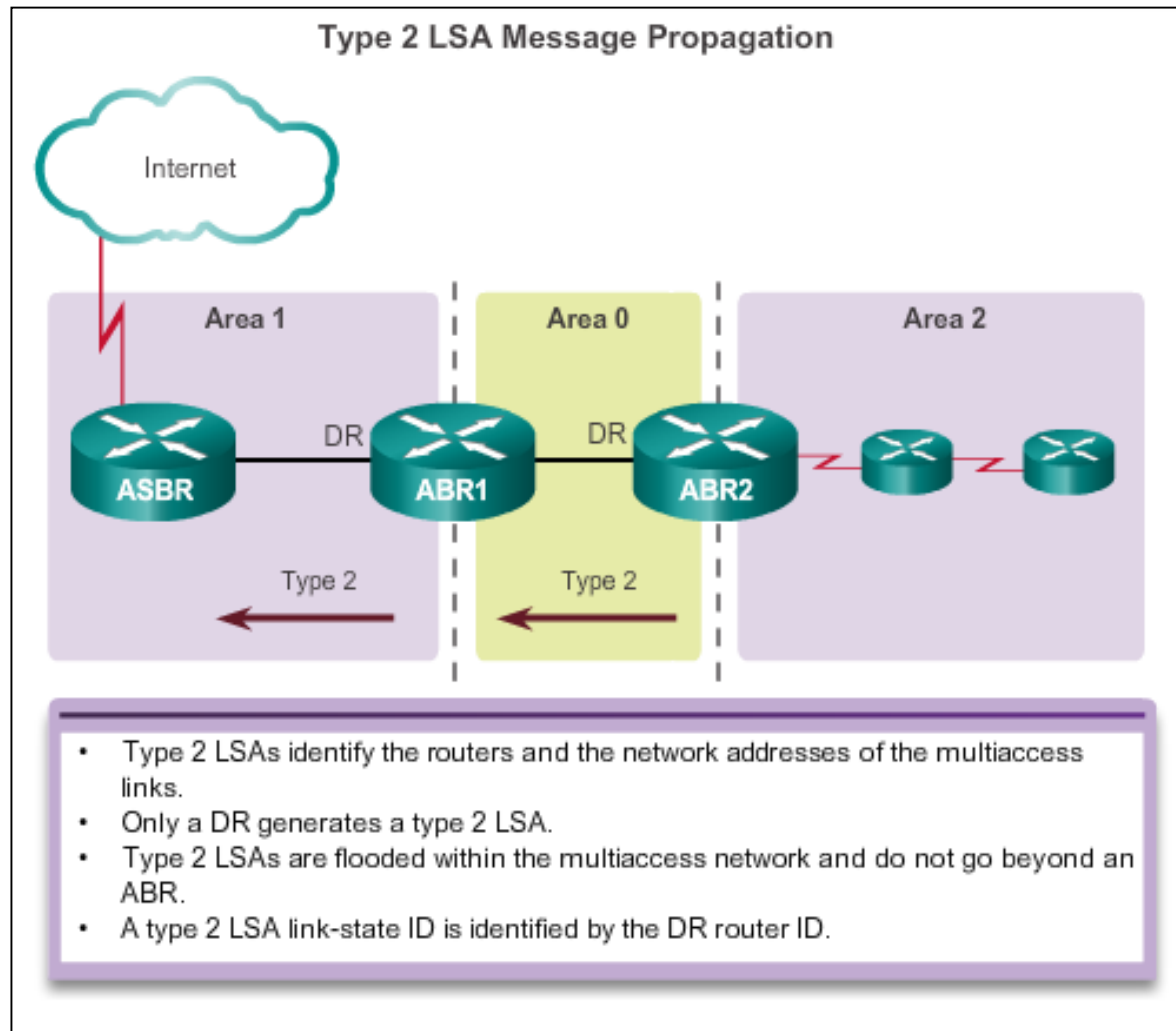 Type 2 LSA Message Propagation
Internet
Area 1
Area 0
Area 2
DR
DR
ASBR
ABR1
ABR2
Type 2
Type 2
• Type 2 LSAs identify the routers and the network addresses of the multiaccess
links.
• Only a DR generates a type 2 LSA.
• Type 2 LSAs are flooded within the multiaccess network and do not go beyond an
ABR.
• A type 2 LSA link-state ID is identified by the DR router ID.